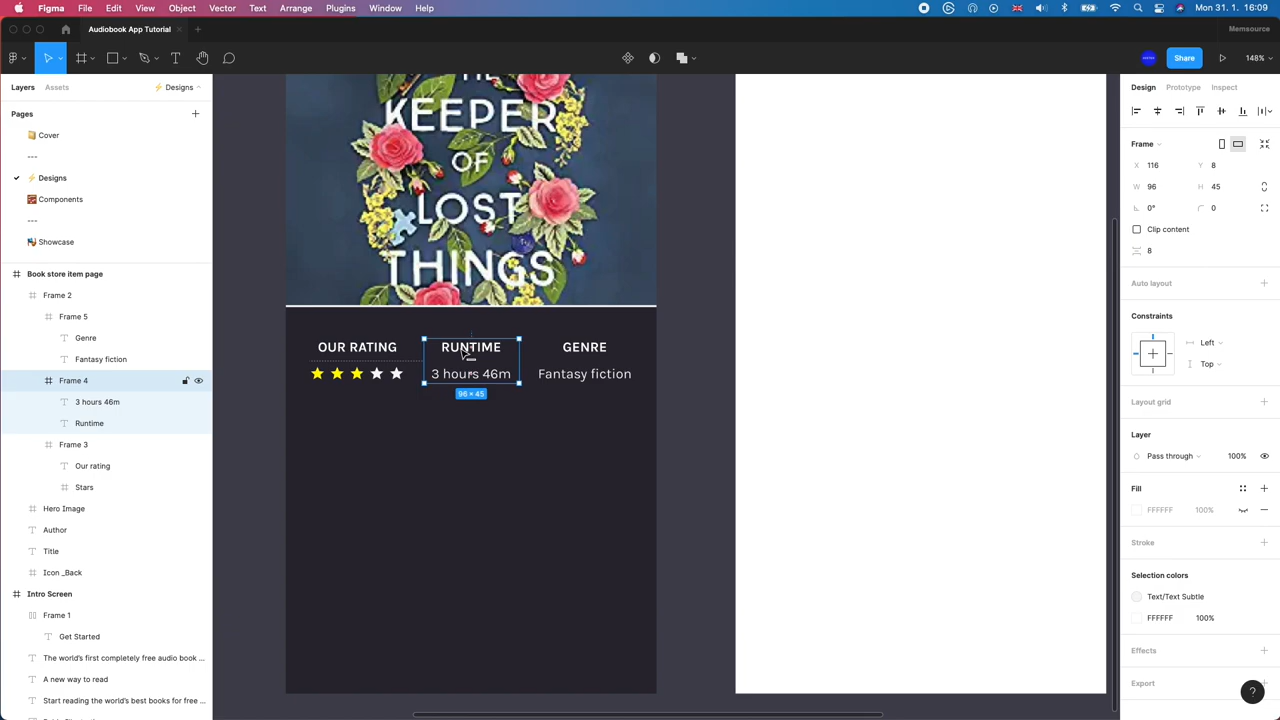 Figma File Edit View Object Vector Text Arrange Plugins Window Help
Audiobook App Tutorial
Memsource
Share
148%
Layers Assets ⚡ Designs
Pages
Cover
---
⚡ Designs
Components
---
Showcase
Book store item page
Frame 2
Frame 5
Genre
Fantasy fiction
Frame 4
3 hours 46m
Runtime
Frame 3
Our rating
Stars
Hero Image
Author
Title
Icon _Back
Intro Screen
Frame 1
Get Started
The world's first completely free audio book ...
A new way to read
Start reading the world's best books for free ...
KEEPER
OF
LOST
THINGS
OUR RATING RUNTIME GENRE
3 hours 46m Fantasy fiction
96 × 45
Design Prototype Inspect
Frame
X 116 Y 8
W 96 H 45
0° 0
Clip content
8
Auto layout
Constraints
Left
Top
Layout grid
Layer
Pass through 100%
Fill
FFFFFF 100%
Stroke
Selection colors
Text/Text Subtle
FFFFFF 100%
Effects
Export
?